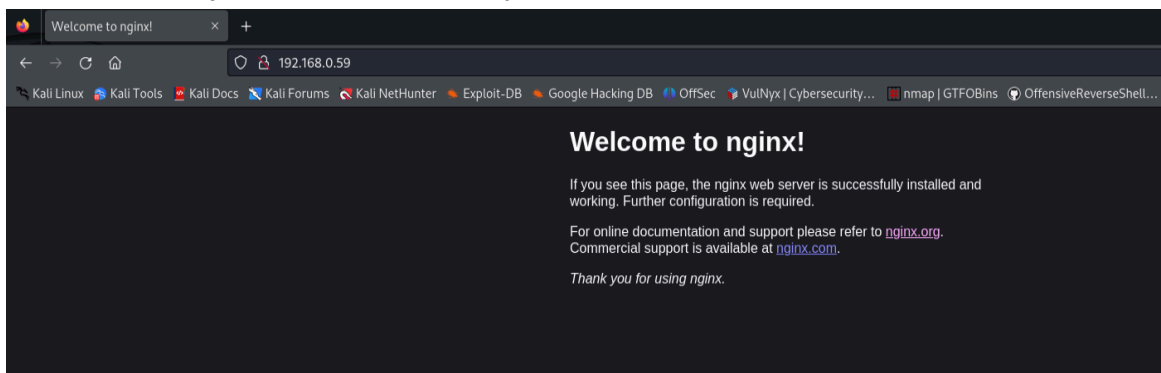 Welcome to nginx!
192.168.0.59
Kali Linux Kali Tools Kali Docs Kali Forums Kali NetHunter Exploit-DB Google Hacking DB OffSec VulNyx | Cybersecurity... nmap | GTFOBins OffensiveReverseShell...
Welcome to nginx!
If you see this page, the nginx web server is successfully installed and
working. Further configuration is required.
For online documentation and support please refer to nginx.org.
Commercial support is available at nginx.com.
Thank you for using nginx.